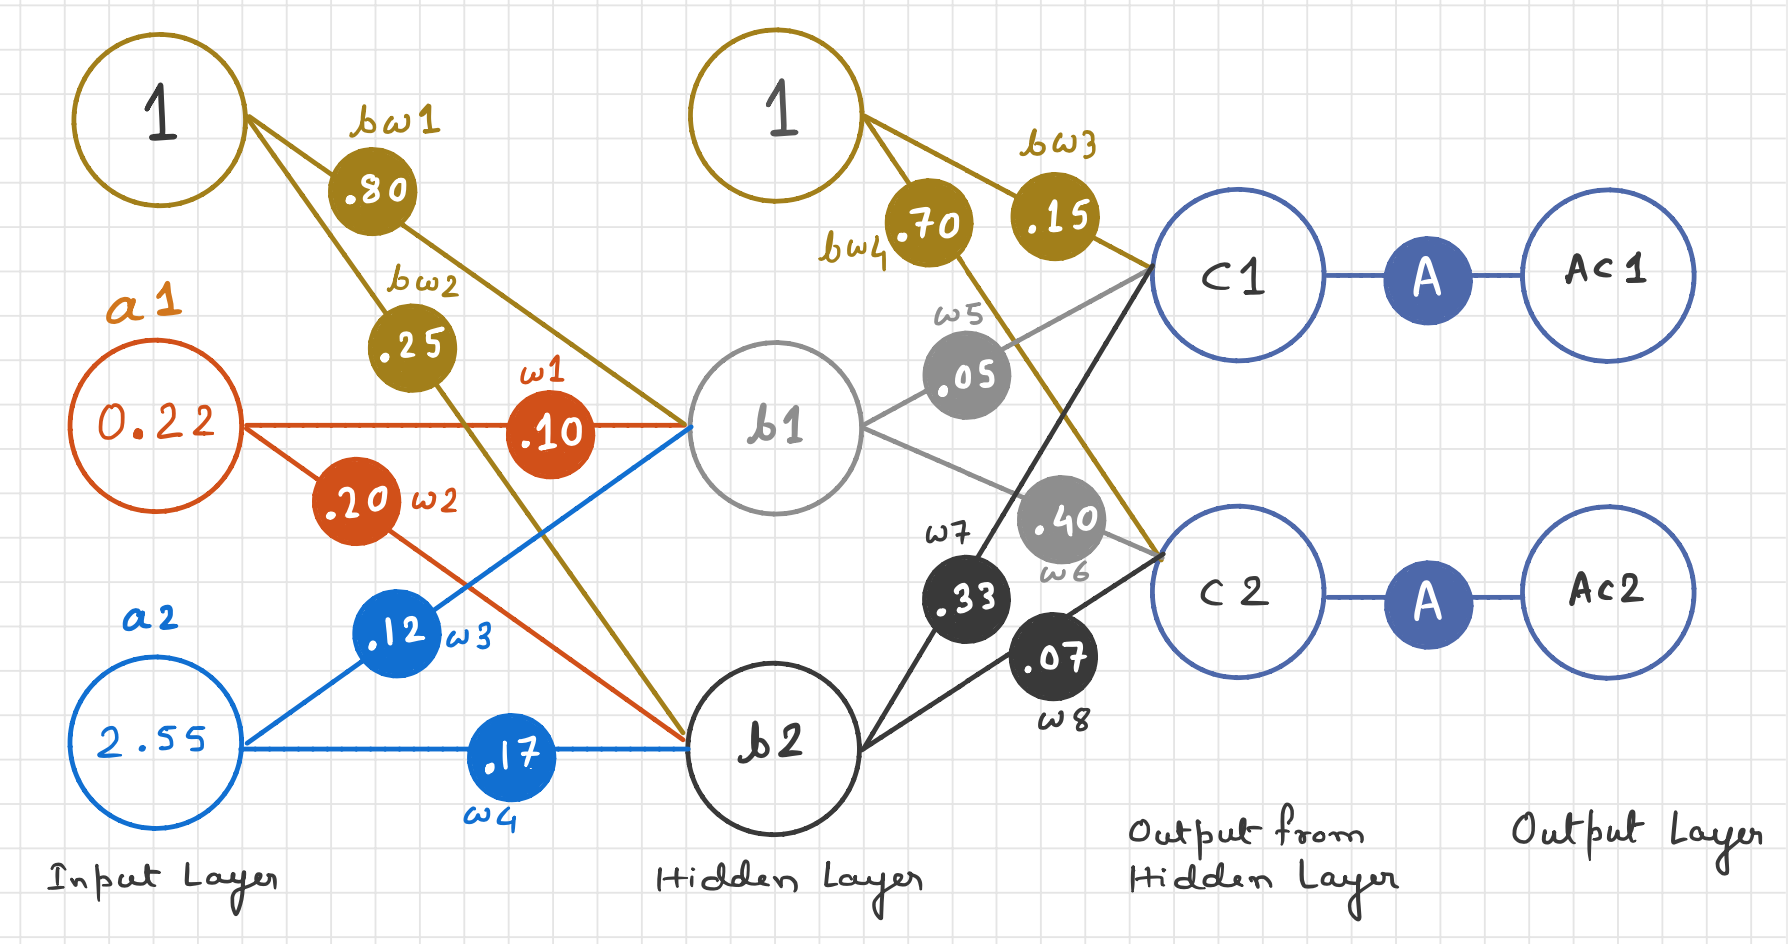 1
bw1
.80
bw2
.25
a1
0.22
w1
.10
.20 w2
a2
2.55
.12 w3
.17
w4
Input Layer
1
bw3
.15
bw4 .70
b1
w5
.05
.40
w6
b2
w7
.33
.07
w8
Hidden Layer
C1
C2
Output from
Hidden Layer
A
A
Ac1
Ac2
Output Layer